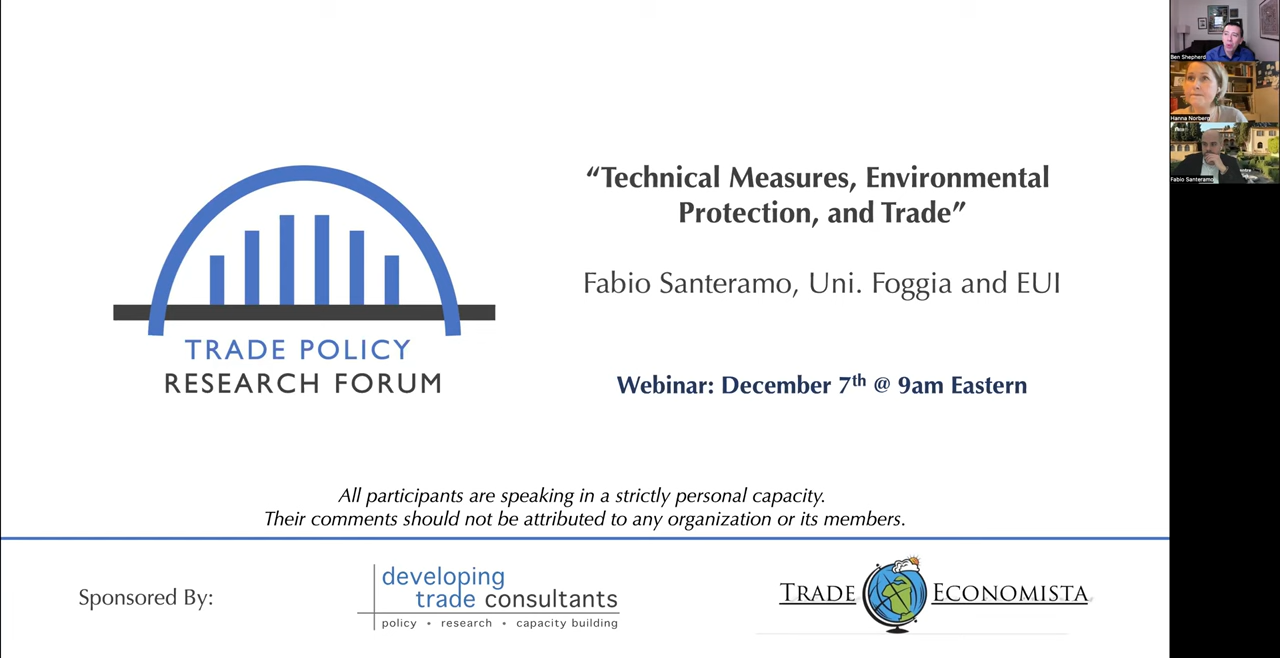 “Technical Measures, Environmental
Protection, and Trade”
Fabio Santeramo, Uni. Foggia and EUI
Webinar: December 7th @ 9am Eastern
TRADE POLICY
RESEARCH FORUM
All participants are speaking in a strictly personal capacity.
Their comments should not be attributed to any organization or its members.
Sponsored By:
developing
trade consultants
policy • research • capacity building
TRADE ECONOMISTA
Ben Shepherd
Hanna Norberg
Fabio Santeramo